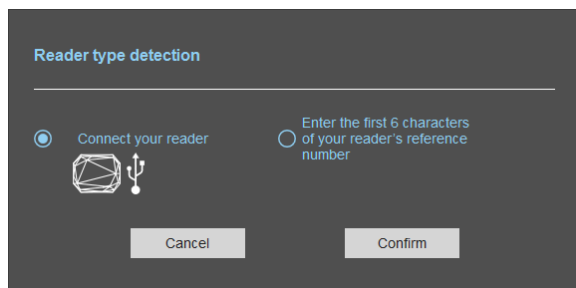 Reader type detection
Connect your reader
Enter the first 6 characters
of your reader's reference
number
Cancel
Confirm